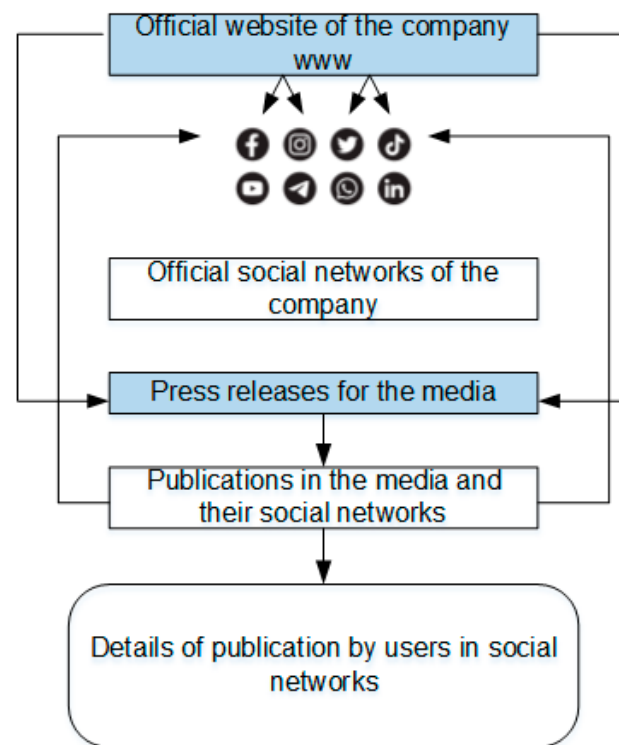 Official website of the company
www
Official social networks of the
company
Press releases for the media
Publications in the media and
their social networks
Details of publication by users in social
networks